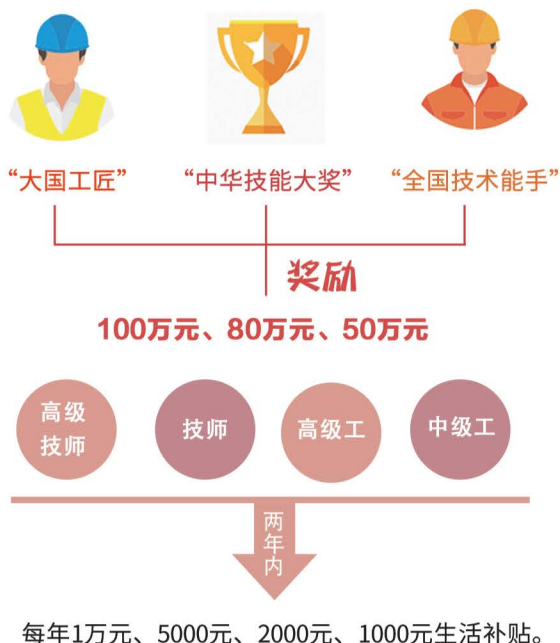 “大国工匠” “中华技能大奖” “全国技术能手”
奖励
100万元、80万元、50万元
高级技师 技师 高级工 中级工
两年内
每年1万元、5000元、2000元、1000元生活补贴。